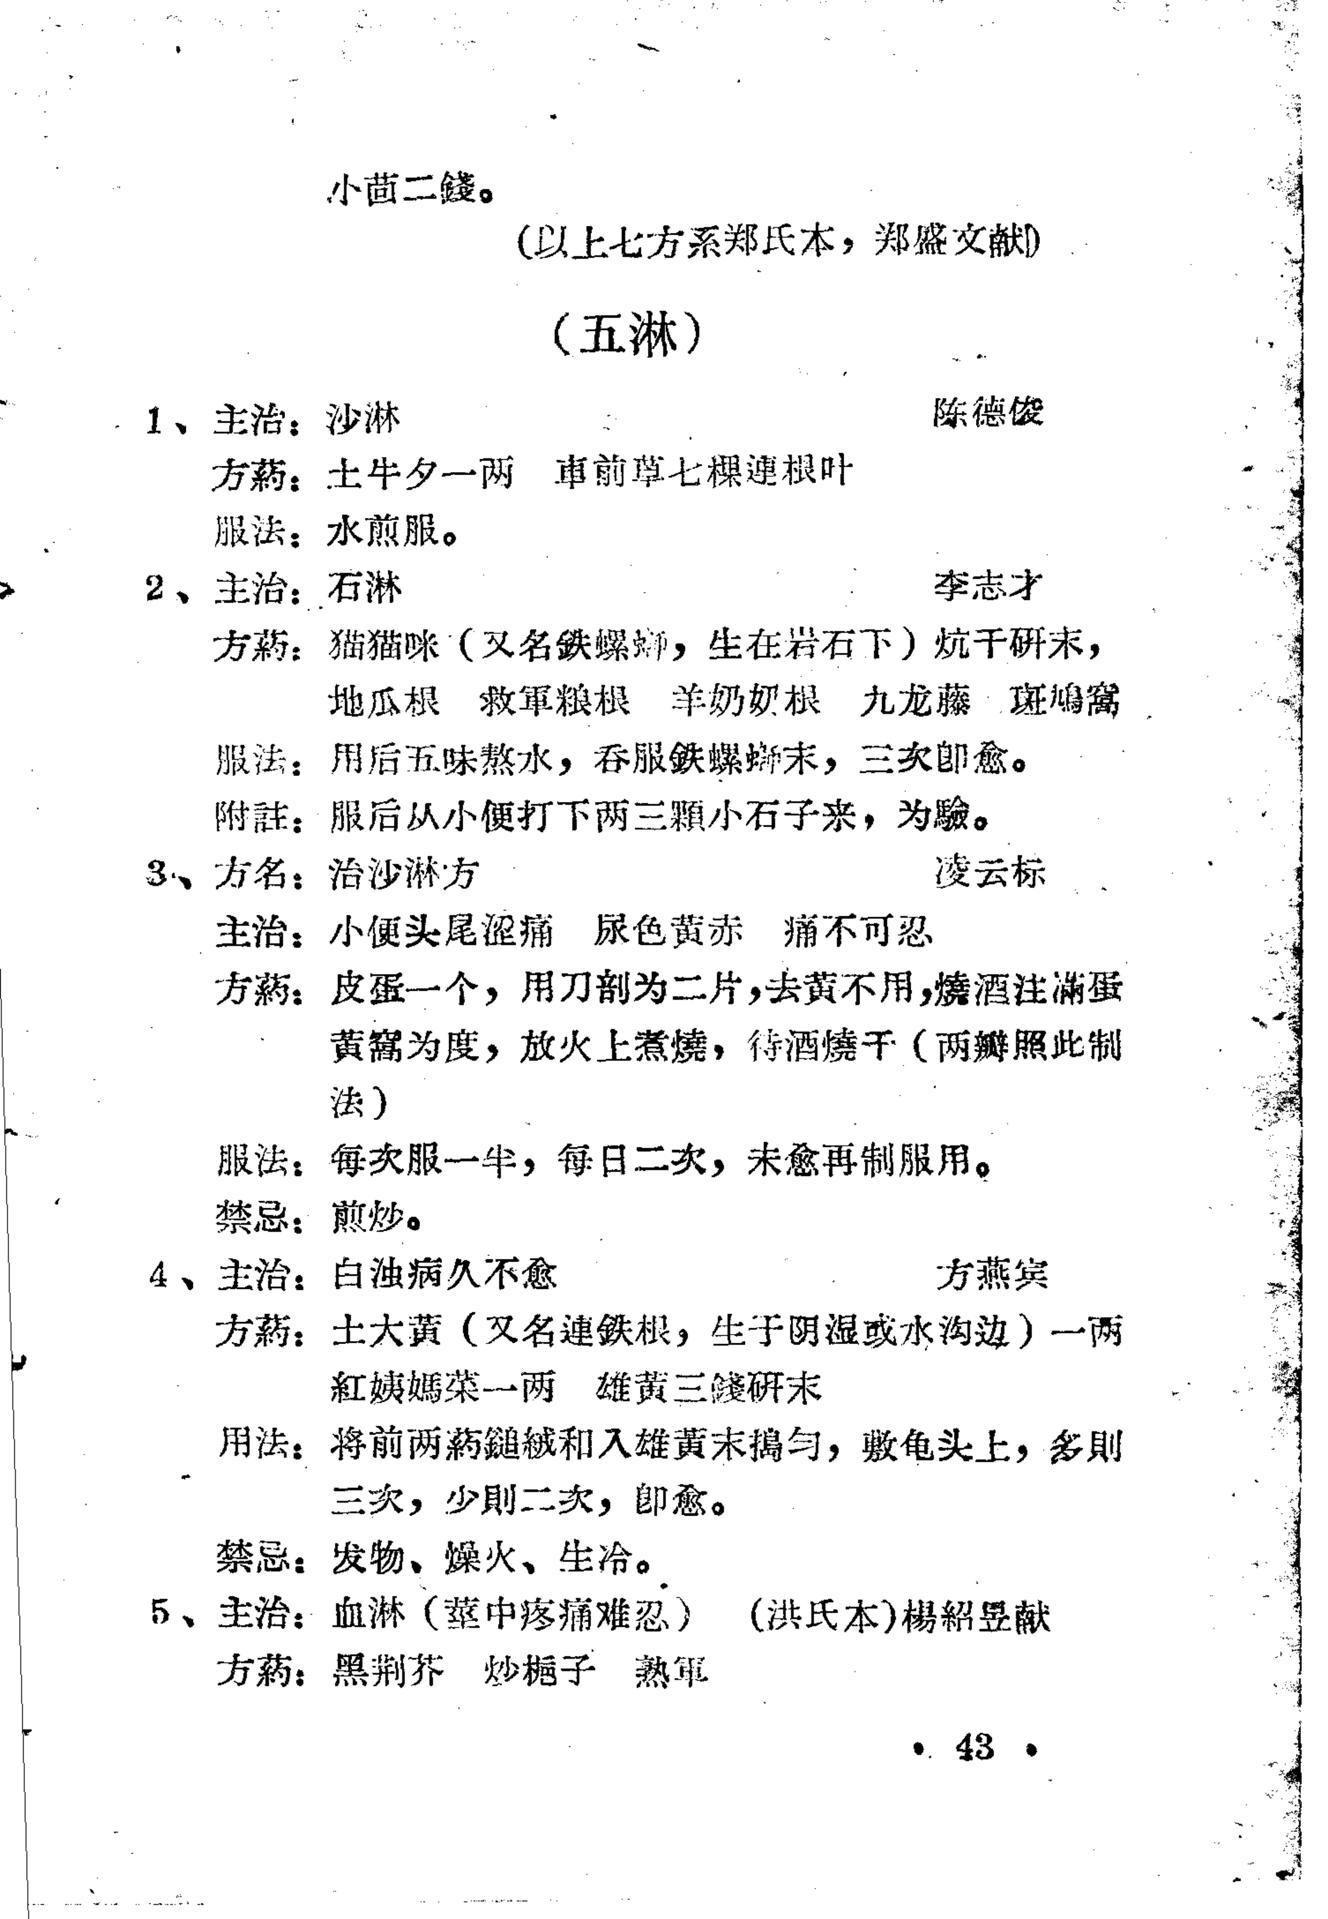 小茴二錢。
(以上七方系郑氏本，郑盛文献)
（五淋）
1、主治：沙淋 陈德俊
方葯：土牛夕一两 車前草七棵連根叶
服法：水煎服。
2、主治：石淋 李志才
方葯：猫猫咪（又名鉄螺螄，生在岩石下）炕干研末，
地瓜根 救軍粮根 羊奶奶根 九龙藤 斑鳩窩
服法：用后五味熬水，吞服鉄螺螄末，三次卽愈。
附註：服后从小便打下两三顆小石子来，为驗。
3、方名：治沙淋方 凌云标
主治：小便头尾澀痛 尿色黄赤 痛不可忍
方葯：皮蛋一个，用刀剖为二片，去黄不用，燒酒注滿蛋
黄窩为度，放火上煮燒，待酒燒干（两瓣照此制
法）
服法：每次服一半，每日二次，未愈再制服用。
禁忌：煎炒。
4、主治：白浊病久不愈 方燕宾
方葯：土大黄（又名連鉄根，生于阴湿或水沟边）一两
紅姨媽菜一两 雄黄三錢研末
用法：将前两葯鎚絨和入雄黄末搗匀，敷龟头上，多則
三次，少則二次，卽愈。
禁忌：发物、燥火、生冷。
5、主治：血淋（莖中疼痛难忍） (洪氏本)楊紹昱献
方葯：黑荆芥 炒梔子 熟軍
• 43 •